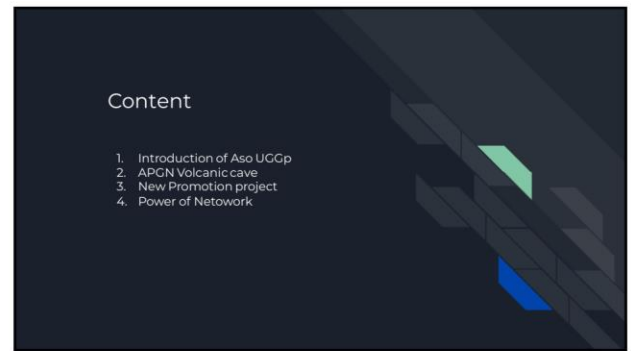 Content
1. Introduction of Aso UGGp
2. APGN Volcanic cave
3. New Promotion project
4. Power of Netowork